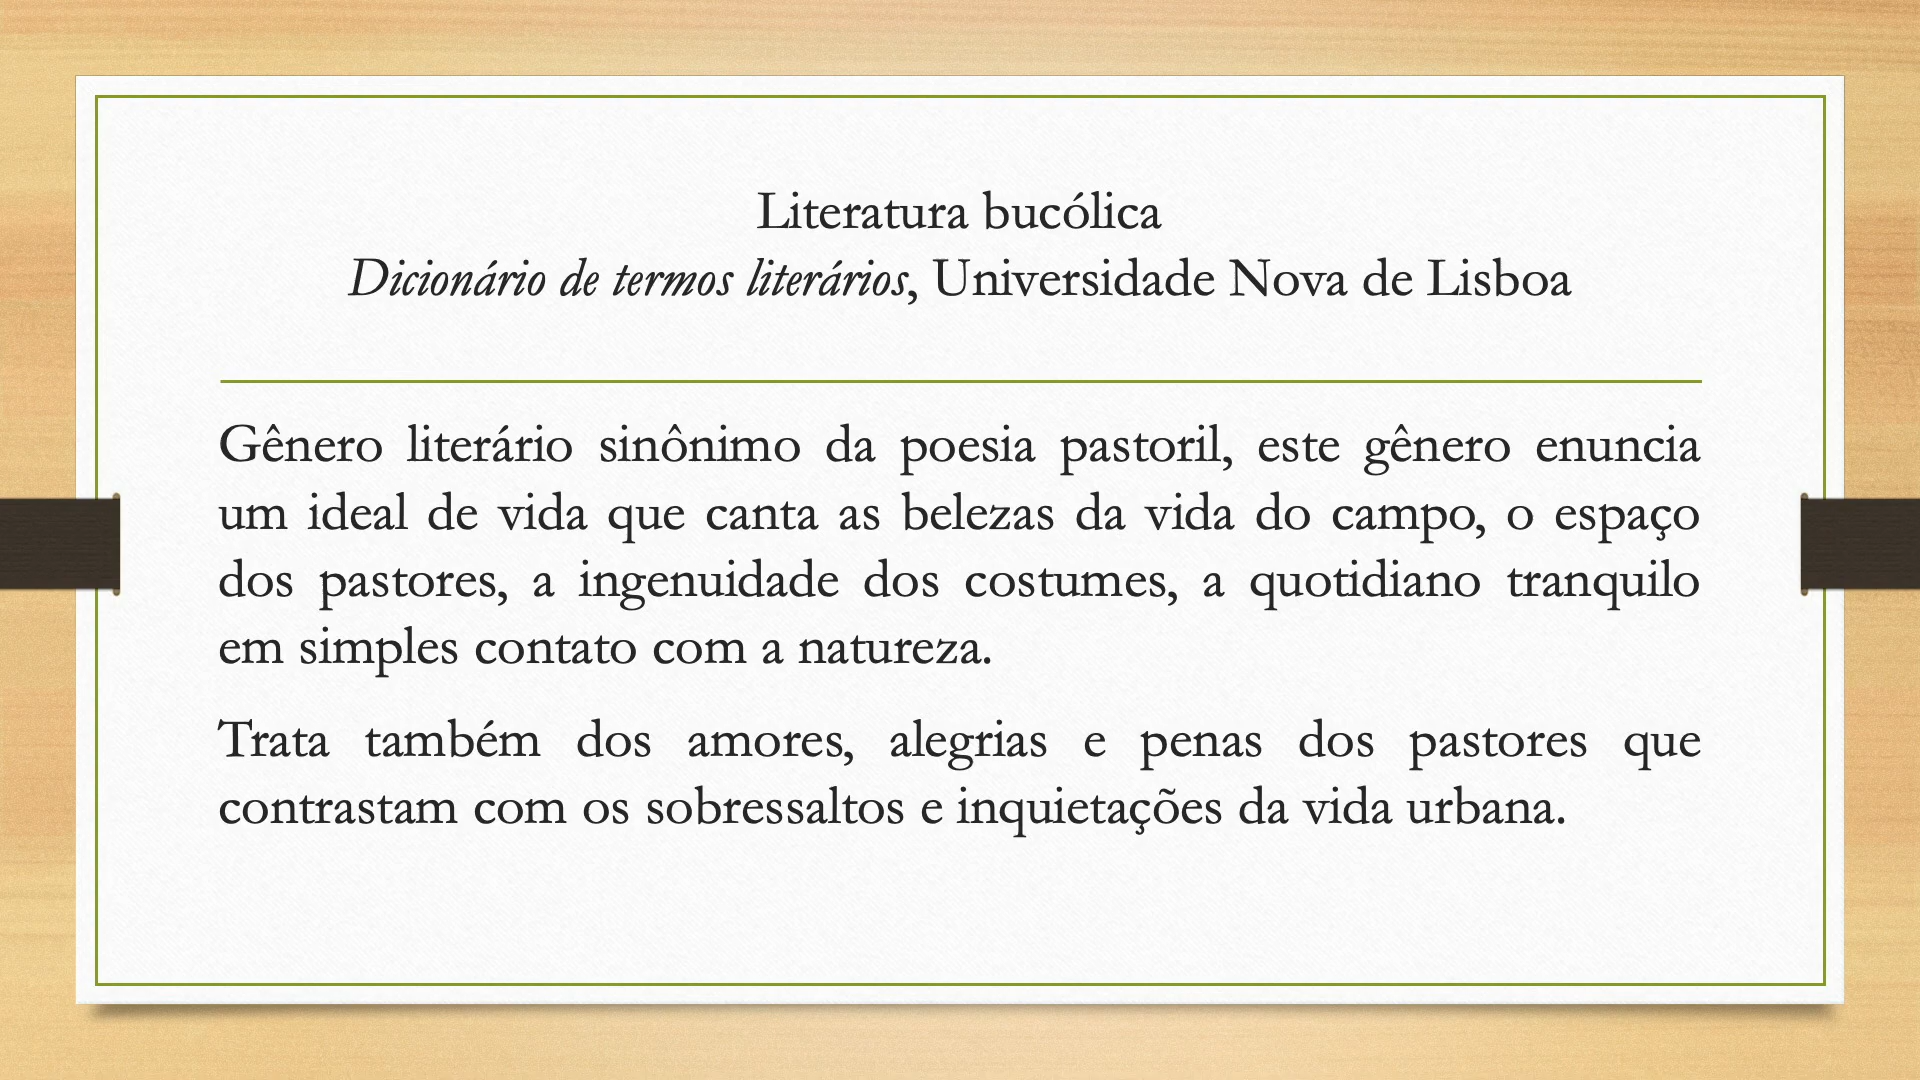 Literatura bucólica
Dicionário de termos literários, Universidade Nova de Lisboa
Gênero literário sinônimo da poesia pastoril, este gênero enuncia
um ideal de vida que canta as belezas da vida do campo, o espaço
dos pastores, a ingenuidade dos costumes, a quotidiano tranquilo
em simples contato com a natureza.
Trata também dos amores, alegrias e penas dos pastores que
contrastam com os sobressaltos e inquietações da vida urbana.